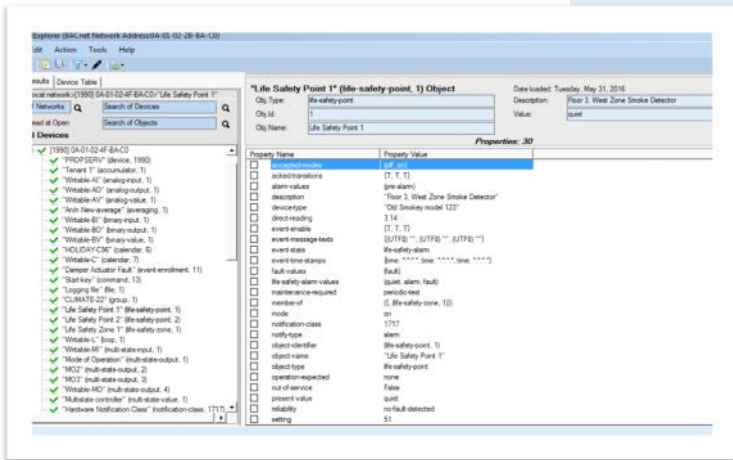 Explorer (BACnet Network Address:0A-01-02-2B-BA-C0)
Edit Action Tools Help
Results Device Table
ocal network>[1990] 0A-01-02-4F-BA-C0>"Life Safety Point 1"
f Networks Search of Devices
ead at Open Search of Objects
Devices
[1990] 0A-01-02-4F-BA-C0
"PROPSERV" (device, 1990)
"Tenant 1" (accumulator, 1)
"Writable-AI" (analog-input, 1)
"Writable-AO" (analog-output, 1)
"Writable-AV" (analog-value, 1)
"New-average" (averaging, 1)
"Writable-BI" (binary-input, 1)
"Writable-BO" (binary-output, 1)
"Writable-BV" (binary-value, 1)
"HOLIDAY-C96" (calendar, 6)
"Writable-C" (calendar, 7)
"Damper Actuator Fault" (event-enrollment, 11)
"Start-key" (command, 13)
"Logging file" (file, 1)
"CLIMATE-22" (group, 1)
"Life Safety Point 1" (life-safety-point, 1)
"Life Safety Point 2" (life-safety-point, 2)
"Life Safety Zone 1" (life-safety-zone, 1)
"Writable-L" (loop, 1)
"Writable-MI" (multi-state-input, 1)
"Mode of Operation" (multi-state-output, 1)
"MO2" (multi-state-output, 2)
"MO3" (multi-state-output, 3)
"Writable-MO" (multi-state-output, 4)
"Multistate controller" (multi-state-value, 1)
"Hardware Notification Class" (notification-class, 1717)
"Life Safety Point 1" (life-safety-point, 1) Object
Date loaded: Tuesday, May 31, 2016
Obj.Type: life-safety-point
Description: Floor 3, West Zone Smoke Detector
Obj.Id: 1
Value: quiet
Obj.Name: Life Safety Point 1
Properties: 30
Property Name Property Value
accepted-modes (off, on)
acked-transitions [T, T, T]
alarm-values (pre-alarm)
description "Floor 3, West Zone Smoke Detector"
device-type "Old Smokey model 123"
direct-reading 3.14
event-enable [T, T, T]
event-message-texts [(UTF8) "", (UTF8) "", (UTF8) ""]
event-state life-safety-alarm
event-time-stamps
fault-values (fault)
life-safety-alarm-values (quiet, alarm, fault)
maintenance-required periodic-test
member-of ({, (life-safety-zone, 1)})
mode on
notification-class 1717
notify-type alarm
object-identifier (life-safety-point, 1)
object-name "Life Safety Point 1"
object-type life-safety-point
operation-expected none
out-of-service False
present-value quiet
reliability no-fault-detected
setting 51